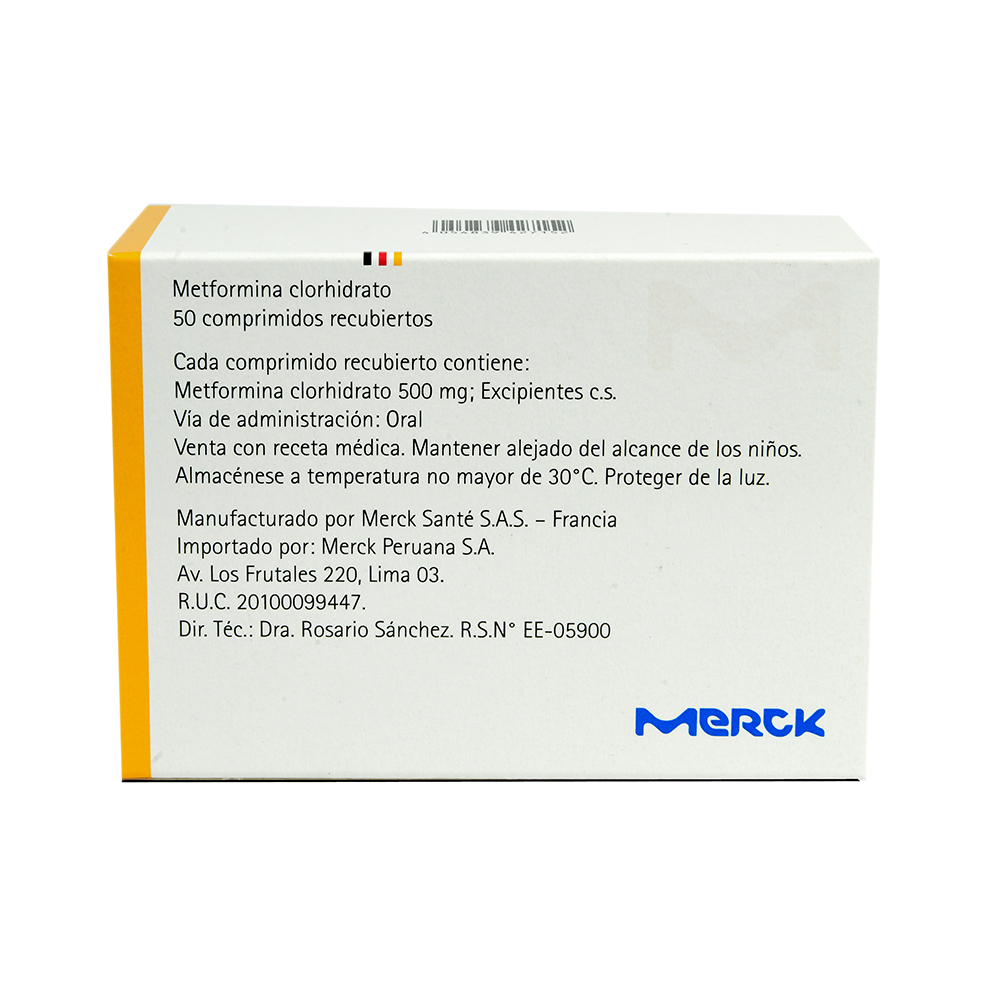 Metformina clorhidrato
50 comprimidos recubiertos
Cada comprimido recubierto contiene:
Metformina clorhidrato 500 mg; Excipientes c.s.
Vía de administración: Oral
Venta con receta médica. Mantener alejado del alcance de los niños.
Almacénese a temperatura no mayor de 30°C. Proteger de la luz.
Manufacturado por Merck Santé S.A.S. – Francia
Importado por: Merck Peruana S.A.
Av. Los Frutales 220, Lima 03.
R.U.C. 20100099447.
Dir. Téc.: Dra. Rosario Sánchez. R.S.N° EE-05900
MERCK